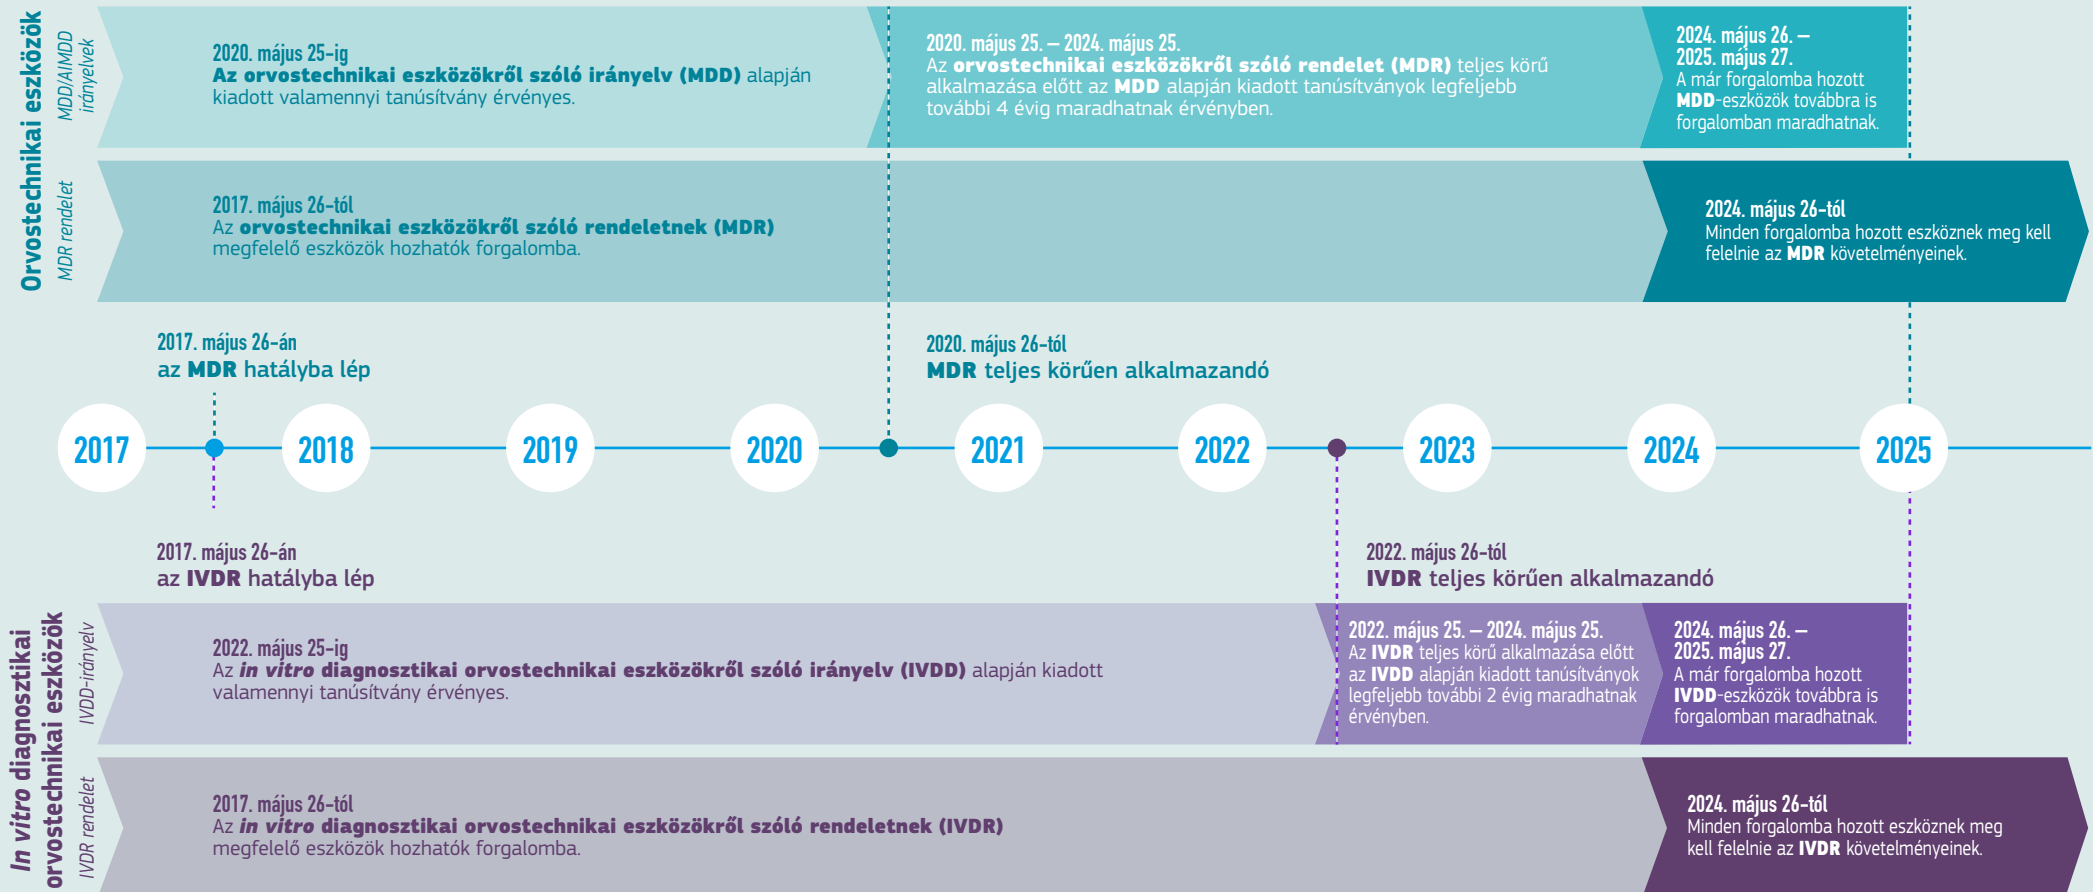 Orvostechnikai eszközök
MDD/AIMDD
irányelvek
2020. május 25-ig
Az orvostechnikai eszközökről szóló irányelv (MDD) alapján
kiadott valamennyi tanúsítvány érvényes.
2020. május 25. – 2024. május 25.
Az orvostechnikai eszközökről szóló rendelet (MDR) teljes körű
alkalmazása előtt az MDD alapján kiadott tanúsítványok legfeljebb
további 4 évig maradhatnak érvényben.
2024. május 26. –
2025. május 27.
A már forgalomba hozott
MDD-eszközök továbbra is
forgalomban maradhatnak.
MDR rendelet
2017. május 26-tól
Az orvostechnikai eszközökről szóló rendeletnek (MDR)
megfelelő eszközök hozhatók forgalomba.
2024. május 26-tól
Minden forgalomba hozott eszköznek meg kell
felelnie az MDR követelményeinek.
2017. május 26-án
az MDR hatályba lép
2020. május 26-tól
MDR teljes körűen alkalmazandó
2017
2018
2019
2020
2021
2022
2023
2024
2025
2017. május 26-án
az IVDR hatályba lép
2022. május 26-tól
IVDR teljes körűen alkalmazandó
In vitro diagnosztikai
orvostechnikai eszközök
IVDD-irányelv
2022. május 25-ig
Az in vitro diagnosztikai orvostechnikai eszközökről szóló irányelv (IVDD) alapján kiadott
valamennyi tanúsítvány érvényes.
2022. május 25. – 2024. május 25.
Az IVDR teljes körű alkalmazása előtt
az IVDD alapján kiadott tanúsítványok
legfeljebb további 2 évig maradhatnak
érvényben.
2024. május 26. –
2025. május 27.
A már forgalomba hozott
IVDD-eszközök továbbra is
forgalomban maradhatnak.
IVDR rendelet
2017. május 26-tól
Az in vitro diagnosztikai orvostechnikai eszközökről szóló rendeletnek (IVDR)
megfelelő eszközök hozhatók forgalomba.
2024. május 26-tól
Minden forgalomba hozott eszköznek meg
kell felelnie az IVDR követelményeinek.